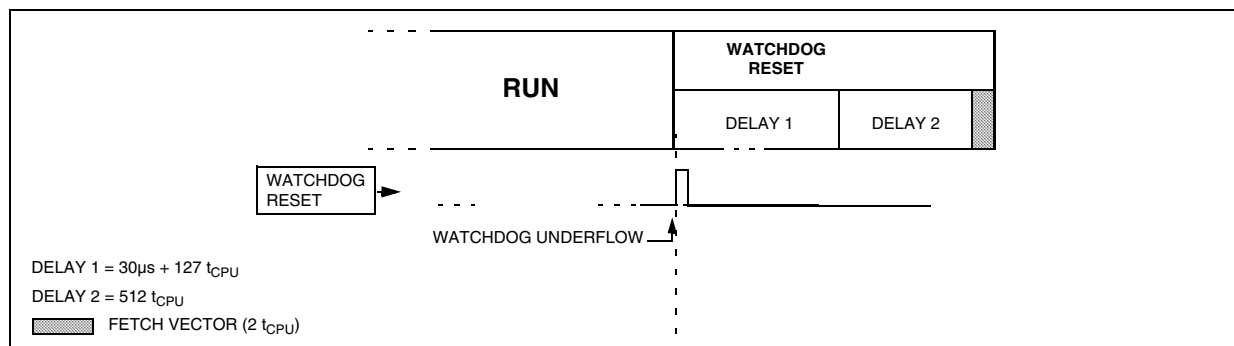 WATCHDOG
RESET
RUN
DELAY 1
DELAY 2
WATCHDOG
RESET
WATCHDOG UNDERFLOW
DELAY 1 = 30µs + 127 tCPU
DELAY 2 = 512 tCPU
FETCH VECTOR (2 tCPU)